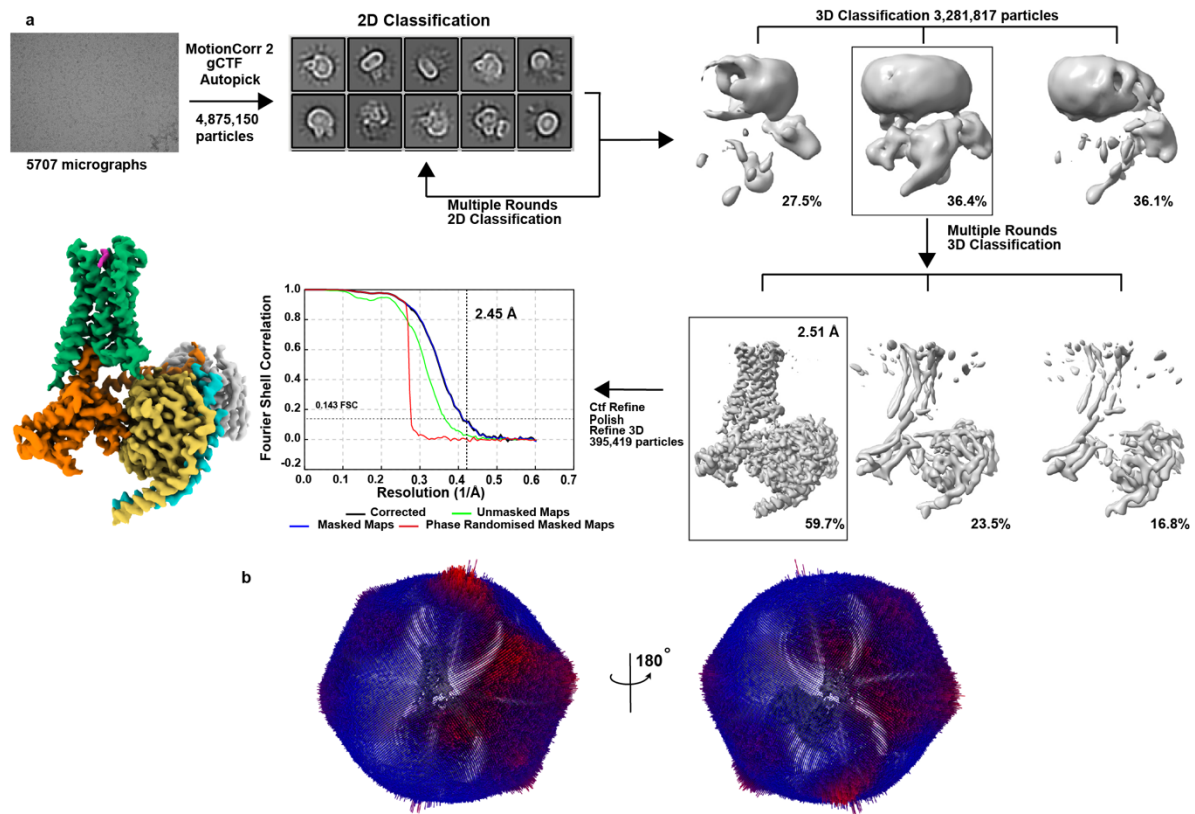 a
2D Classification
3D Classification 3,281,817 particles
MotionCorr 2
gCTF
Autopick
4,875,150
particles
5707 micrographs
Multiple Rounds
2D Classification
27.5%
36.4%
36.1%
Multiple Rounds
3D Classification
Fourier Shell Correlation
1.0
0.8
0.6
0.4
0.2
0.0
-0.2
0.143 FSC
2.45 Å
0.0 0.1 0.2 0.3 0.4 0.5 0.6 0.7
Resolution (1/Å)
Corrected Unmasked Maps
Masked Maps Phase Randomised Masked Maps
Ctf Refine
Polish
Refine 3D
395,419 particles
2.51 Å
59.7%
23.5%
16.8%
b
180°